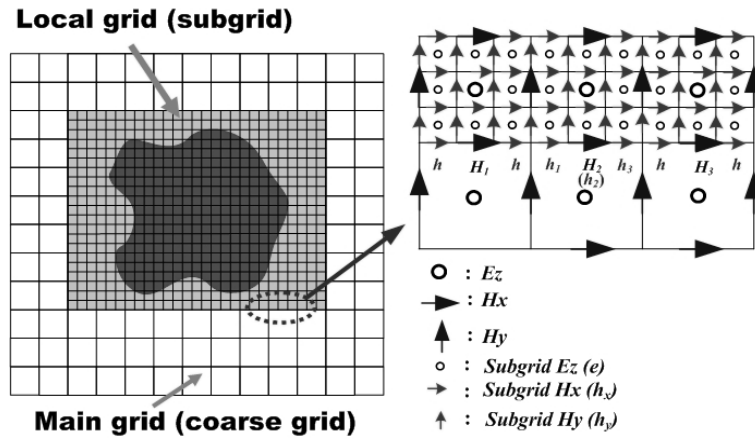 Local grid (subgrid)
h H₁ h h₁ H₂ h₃ h H₃ h
(h₂)
: Ez
: Hx
: Hy
: Subgrid Ez (e)
: Subgrid Hx (hₓ)
: Subgrid Hy (hᵧ)
Main grid (coarse grid)